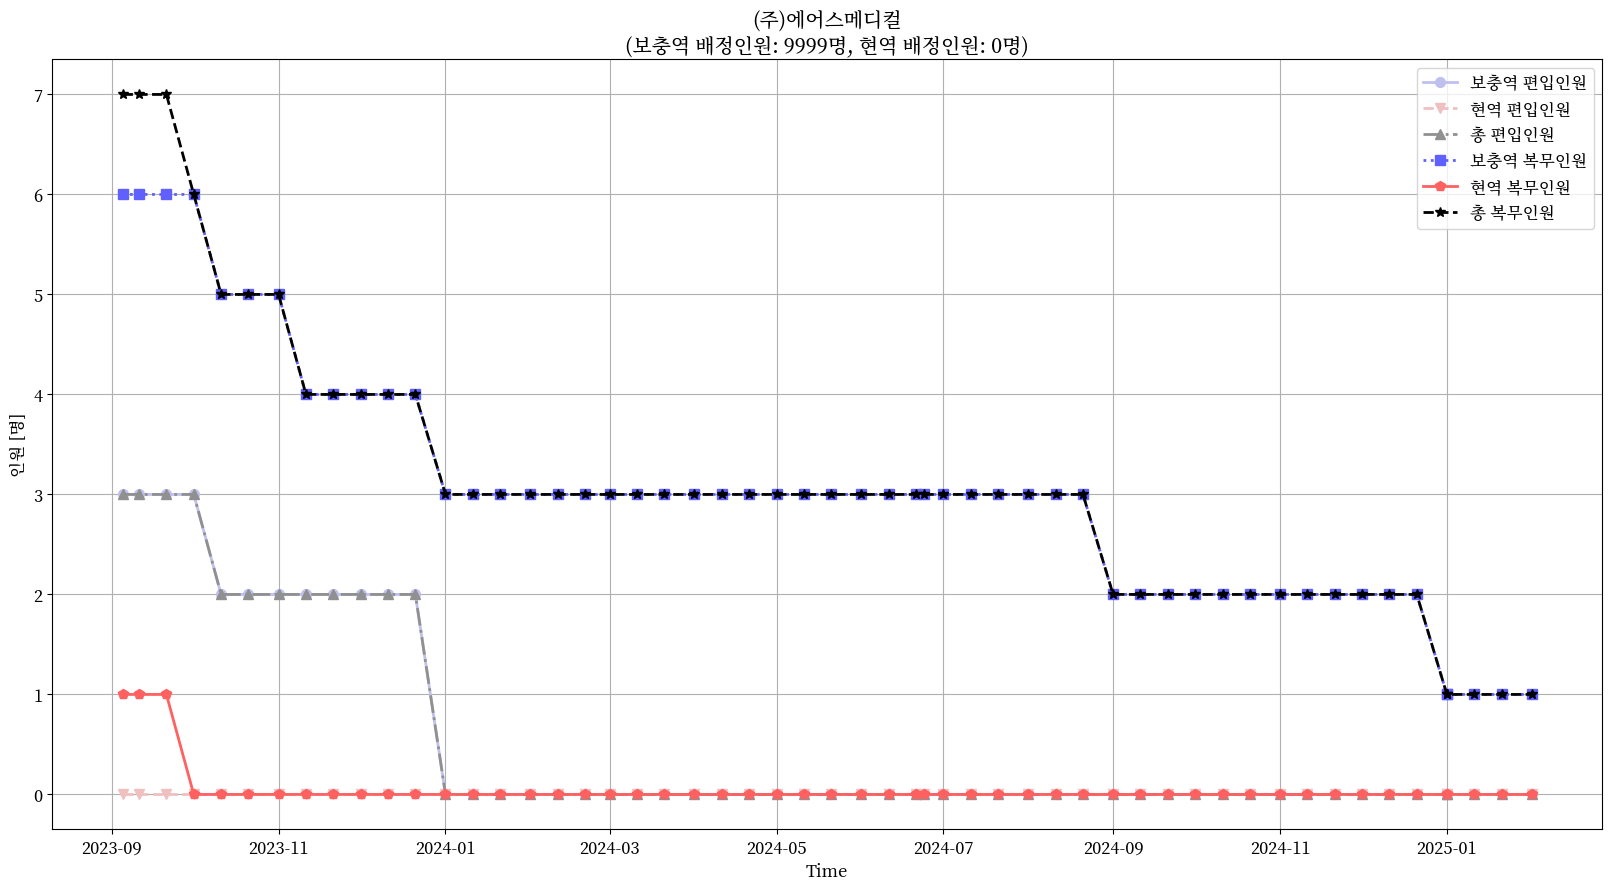 (주)에어스메디컬
(보충역 배정인원: 9999명, 현역 배정인원: 0명)
보충역 편입인원
현역 편입인원
총 편입인원
보충역 복무인원
현역 복무인원
총 복무인원
7
6
5
4
3
2
1
0
인원 [명]
2023-09 2023-11 2024-01 2024-03 2024-05 2024-07 2024-09 2024-11 2025-01
Time